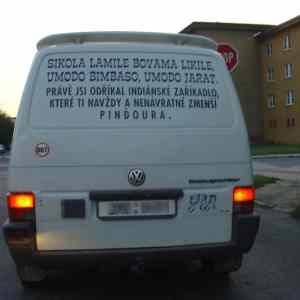 SIKOLA LAMILE BOYAMA LIKILE,
UMODO BIMBASO, UMODO JARAT.
PRÁVĚ JSI ODŘÍKAL INDIÁNSKÉ ZAŘÍKADLO,
KTERÉ TI NAVŽDY A NENÁVRATNĚ ZMENŠÍ
PINDOURA.